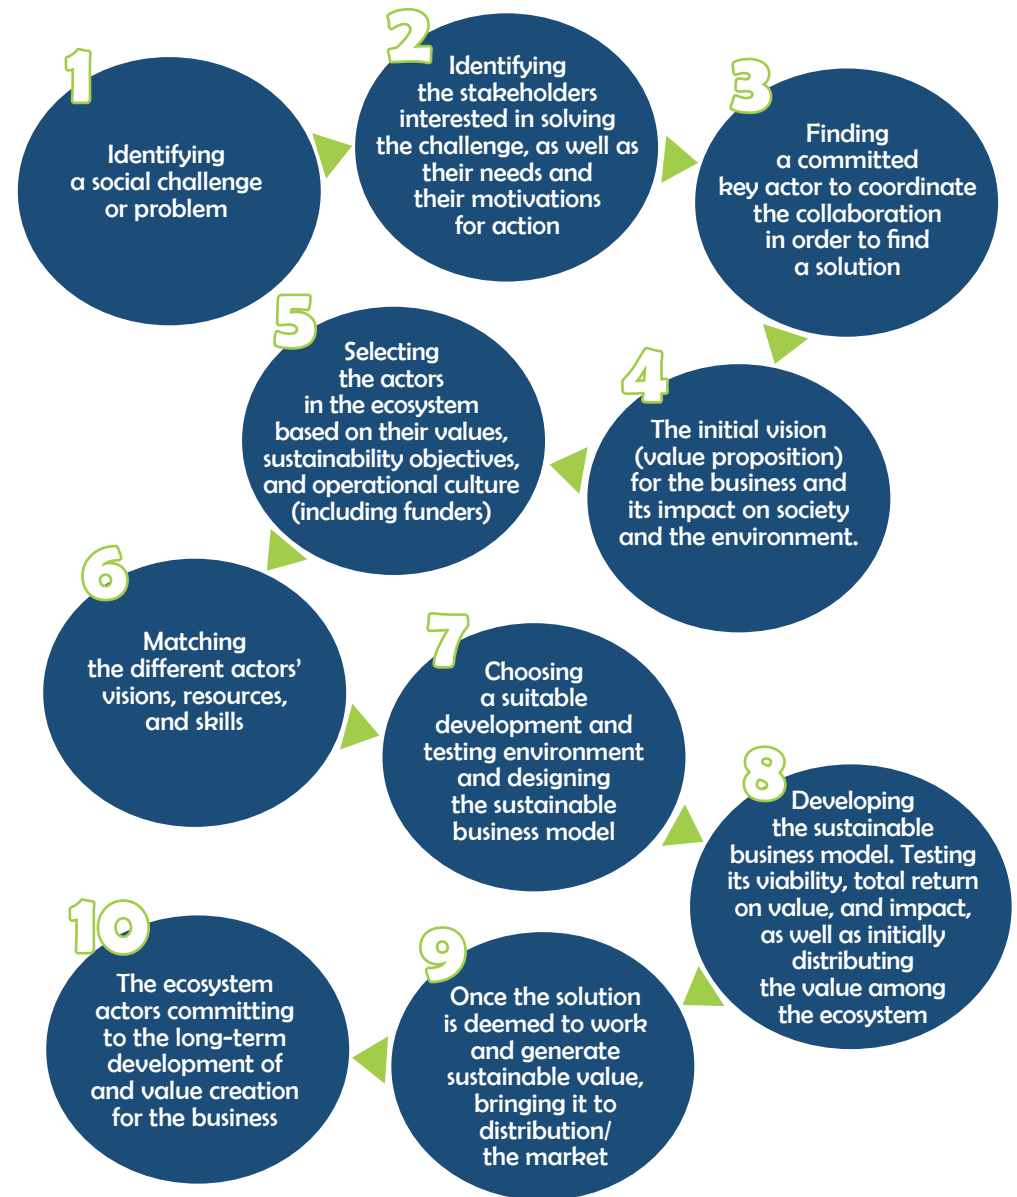 1
Identifying
a social challenge
or problem
2
Identifying
the stakeholders
interested in solving
the challenge, as well as
their needs and
their motivations
for action
3
Finding
a committed
key actor to coordinate
the collaboration
in order to find
a solution
4
The initial vision
(value proposition)
for the business and
its impact on society
and the environment.
5
Selecting
the actors
in the ecosystem
based on their values,
sustainability objectives,
and operational culture
(including funders)
6
Matching
the different actors’
visions, resources,
and skills
7
Choosing
a suitable
development and
testing environment
and designing
the sustainable
business model
8
Developing
the sustainable
business model. Testing
its viability, total return
on value, and impact,
as well as initially
distributing
the value among
the ecosystem
9
Once the solution
is deemed to work
and generate
sustainable value,
bringing it to
distribution/
the market
10
The ecosystem
actors committing
to the long-term
development of
and value creation
for the business